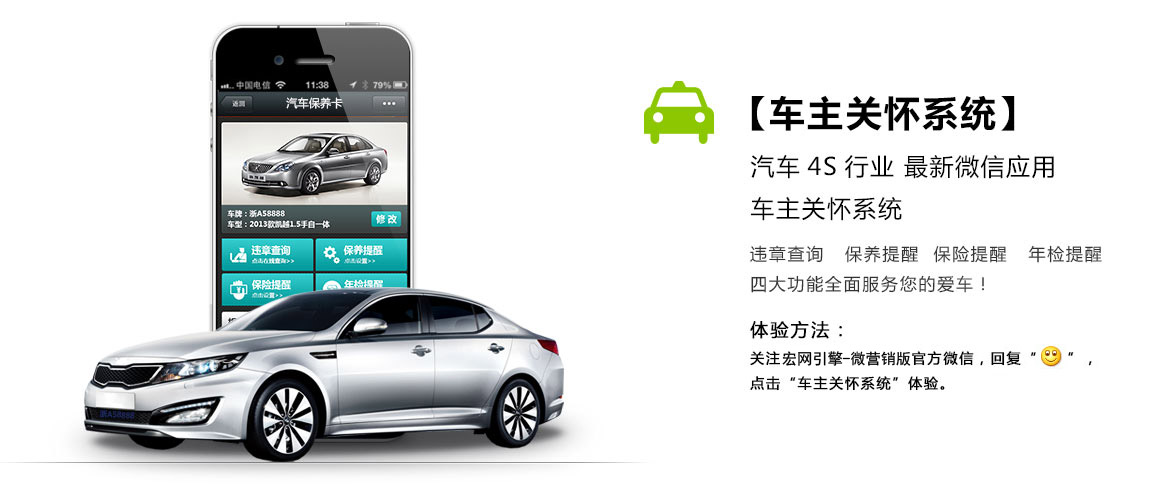 中国电信 11:38 79%
返回 汽车保养卡
车牌：浙A58888
车型：2013款凯越1.5手自一体
修改
违章查询 保养提醒
点击在线查询>> 点击设置>>
保险提醒 年检提醒
点击设置>>
浙A58888
【车主关怀系统】
汽车 4S 行业 最新微信应用
车主关怀系统
违章查询 保养提醒 保险提醒 年检提醒
四大功能全面服务您的爱车！
体验方法：
关注宏网引擎-微营销版官方微信，回复“ ”，
点击“车主关怀系统”体验。